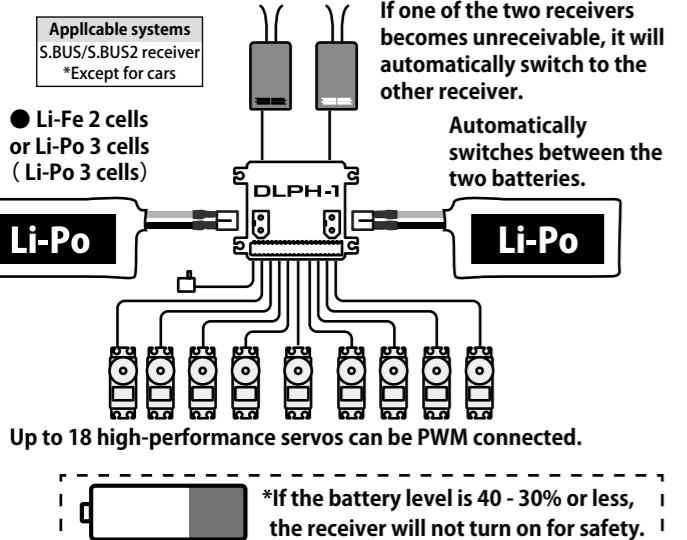 Appllcable systems
S.BUS/S.BUS2 receiver
*Except for cars
If one of the two receivers
becomes unreceivable, it will
automatically switch to the
other receiver.
● Li-Fe 2 cells
or Li-Po 3 cells
（ Li-Po 3 cells）
Automatically
switches between the
two batteries.
DLPH-1
Li-Po
Li-Po
Up to 18 high-performance servos can be PWM connected.
*If the battery level is 40 - 30% or less,
the receiver will not turn on for safety.